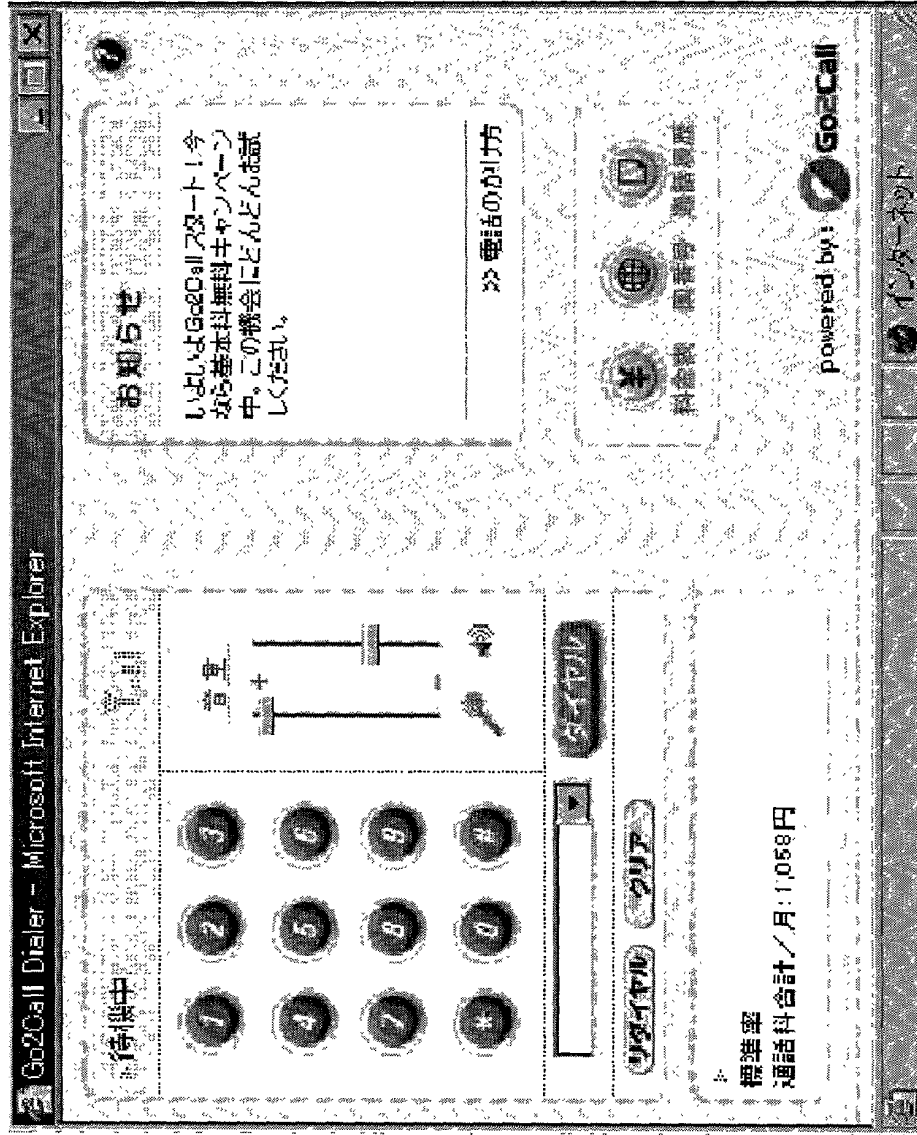 Go2Call Dialer - Microsoft Internet Explorer
待機中
1 2 3
4 5 6
7 8 9
* 0 #
音量
+
-
ダイヤル
リダイヤル クリア
標準率
通話料合計/月: 1,058円
お知らせ
いよいよGo2Callスタート!今
なら基本料無料キャンペーン
中。この機会にどんどんお試
しください。
>> 電話のかけ方
料金表 国番号 通話履歴
powered by: Go2Call
インターネット